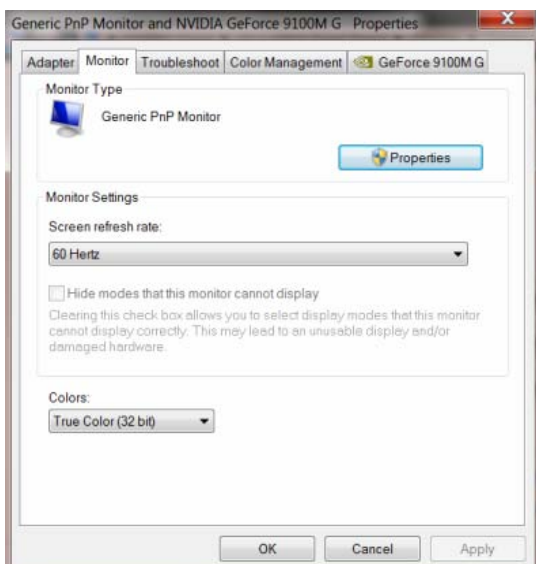 Generic PnP Monitor and NVIDIA GeForce 9100M G Properties
X
Adapter Monitor Troubleshoot Color Management GeForce 9100M G
Monitor Type
Generic PnP Monitor
Properties
Monitor Settings
Screen refresh rate:
60 Hertz
Hide modes that this monitor cannot display
Clearing this check box allows you to select display modes that this monitor
cannot display correctly. This may lead to an unusable display and/or
damaged hardware.
Colors:
True Color (32 bit)
OK Cancel Apply